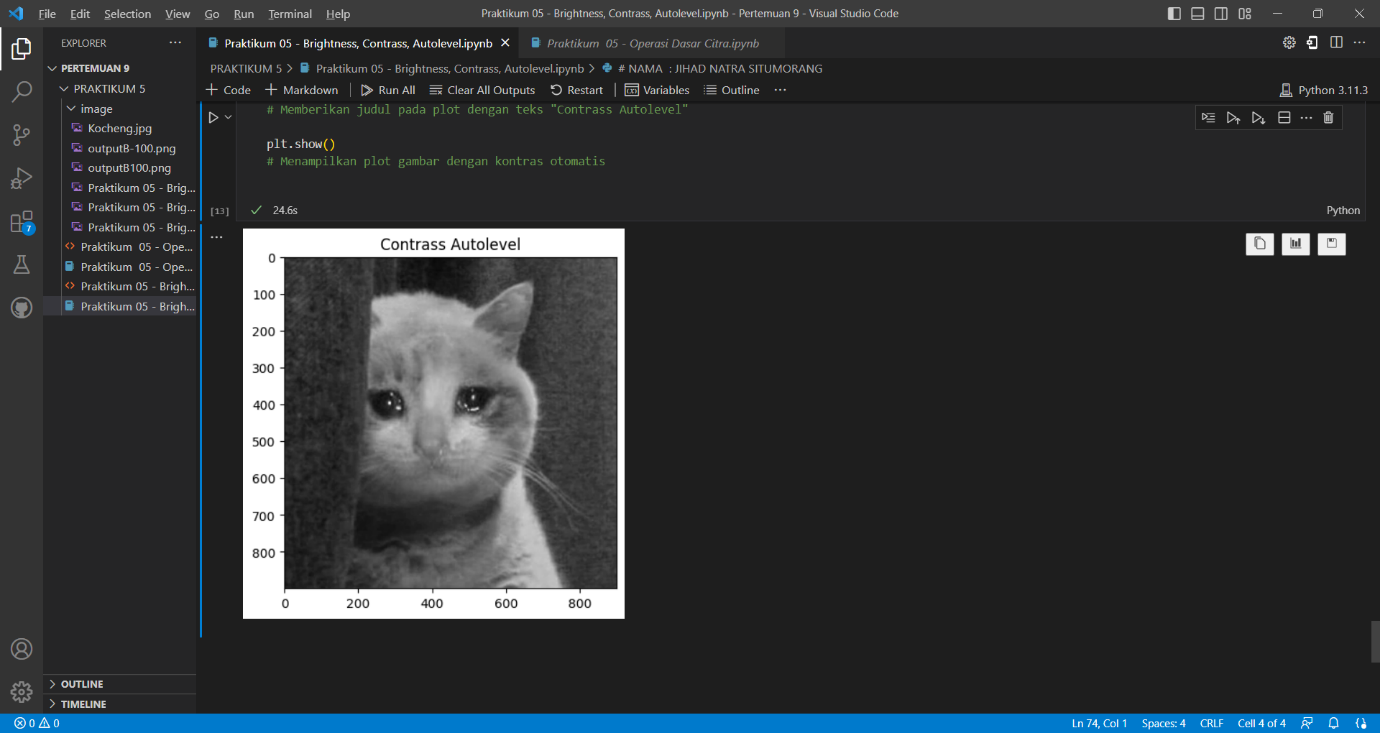 File Edit Selection View Go Run Terminal Help
Praktikum 05 - Brightness, Contrass, Autolevel.ipynb - Pertemuan 9 - Visual Studio Code
EXPLORER
PERTEMUAN 9
PRAKTIKUM 5
image
Kocheng.jpg
outputB-100.png
outputB100.png
Praktikum 05 - Brig...
Praktikum 05 - Brig...
Praktikum 05 - Brig...
Praktikum 05 - Ope...
Praktikum 05 - Ope...
Praktikum 05 - Brigh...
Praktikum 05 - Brigh...
7
OUTLINE
TIMELINE
Praktikum 05 - Brightness, Contrass, Autolevel.ipynb
Praktikum 05 - Operasi Dasar Citra.ipynb
PRAKTIKUM 5 > Praktikum 05 - Brightness, Contrass, Autolevel.ipynb > # NAMA : JIHAD NATRA SITUMORANG
+ Code + Markdown Run All Clear All Outputs Restart Variables Outline ...
Python 3.11.3
# Memberikan judul pada plot dengan teks "Contrass Autolevel"
plt.show()
# Menampilkan plot gambar dengan kontras otomatis
[13] 24.6s
Python
Contrass Autolevel
0
100
200
300
400
500
600
700
800
0 200 400 600 800
0 0
Ln 74, Col 1 Spaces: 4 CRLF Cell 4 of 4